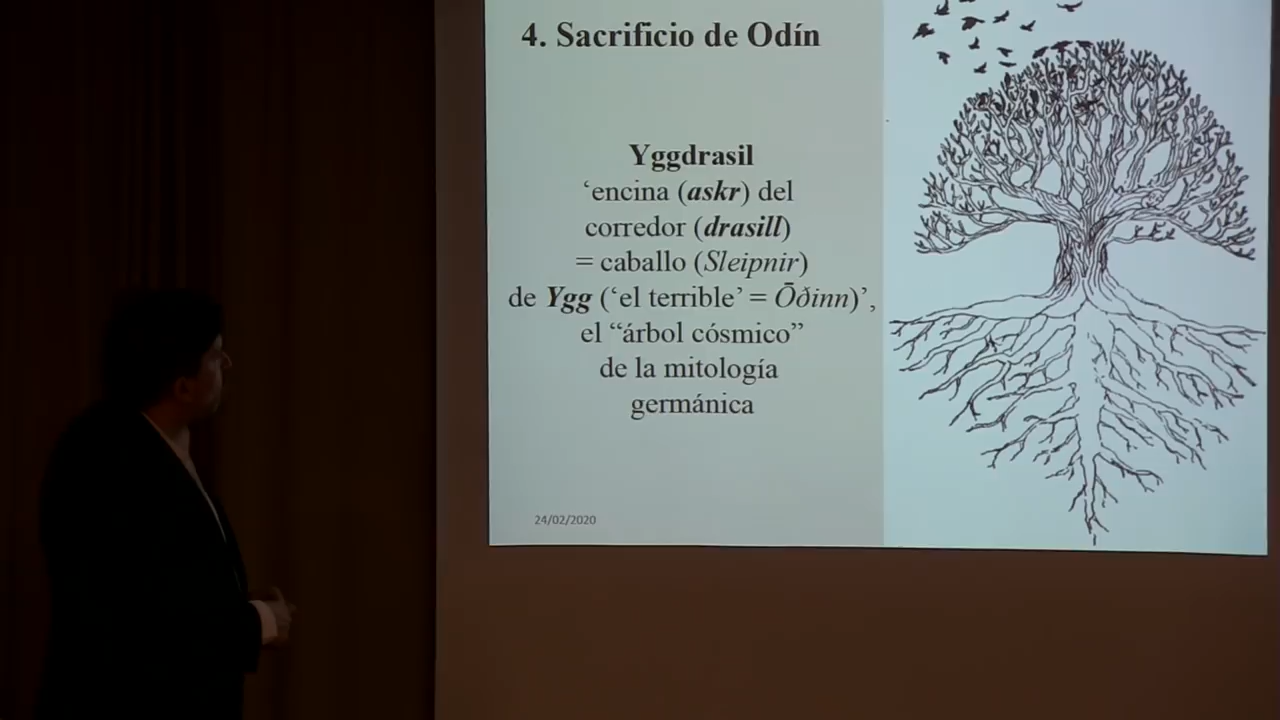 4. Sacrificio de Odín
Yggdrasil
‘encina (askr) del
corredor (drasill)
= caballo (Sleipnir)
de Ygg (‘el terrible’ = Ōðinn)’,
el “árbol cósmico”
de la mitología
germánica
24/02/2020